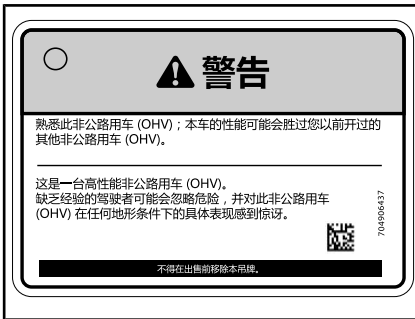 警告
熟悉此非公路用车 (OHV)；本车的性能可能会胜过您以前开过的
其他非公路用车 (OHV)。
这是一台高性能非公路用车 (OHV)。
缺乏经验的驾驶者可能会忽略危险，并对此非公路用车
(OHV) 在任何地形条件下的具体表现感到惊讶。
704906437
不得在出售前移除本吊牌。